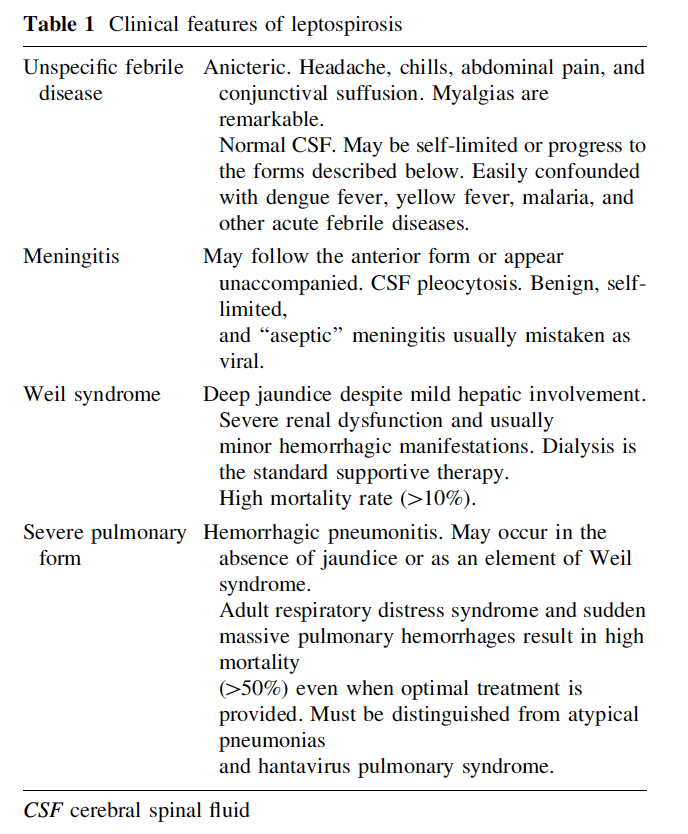 Table 1 Clinical features of leptospirosis
Unspecific febrile disease
Anicteric. Headache, chills, abdominal pain, and
conjunctival suffusion. Myalgias are
remarkable.
Normal CSF. May be self-limited or progress to
the forms described below. Easily confounded
with dengue fever, yellow fever, malaria, and
other acute febrile diseases.
Meningitis
May follow the anterior form or appear
unaccompanied. CSF pleocytosis. Benign, self-
limited,
and “aseptic” meningitis usually mistaken as
viral.
Weil syndrome
Deep jaundice despite mild hepatic involvement.
Severe renal dysfunction and usually
minor hemorrhagic manifestations. Dialysis is
the standard supportive therapy.
High mortality rate (>10%).
Severe pulmonary form
Hemorrhagic pneumonitis. May occur in the
absence of jaundice or as an element of Weil
syndrome.
Adult respiratory distress syndrome and sudden
massive pulmonary hemorrhages result in high
mortality
(>50%) even when optimal treatment is
provided. Must be distinguished from atypical
pneumonias
and hantavirus pulmonary syndrome.
CSF cerebral spinal fluid